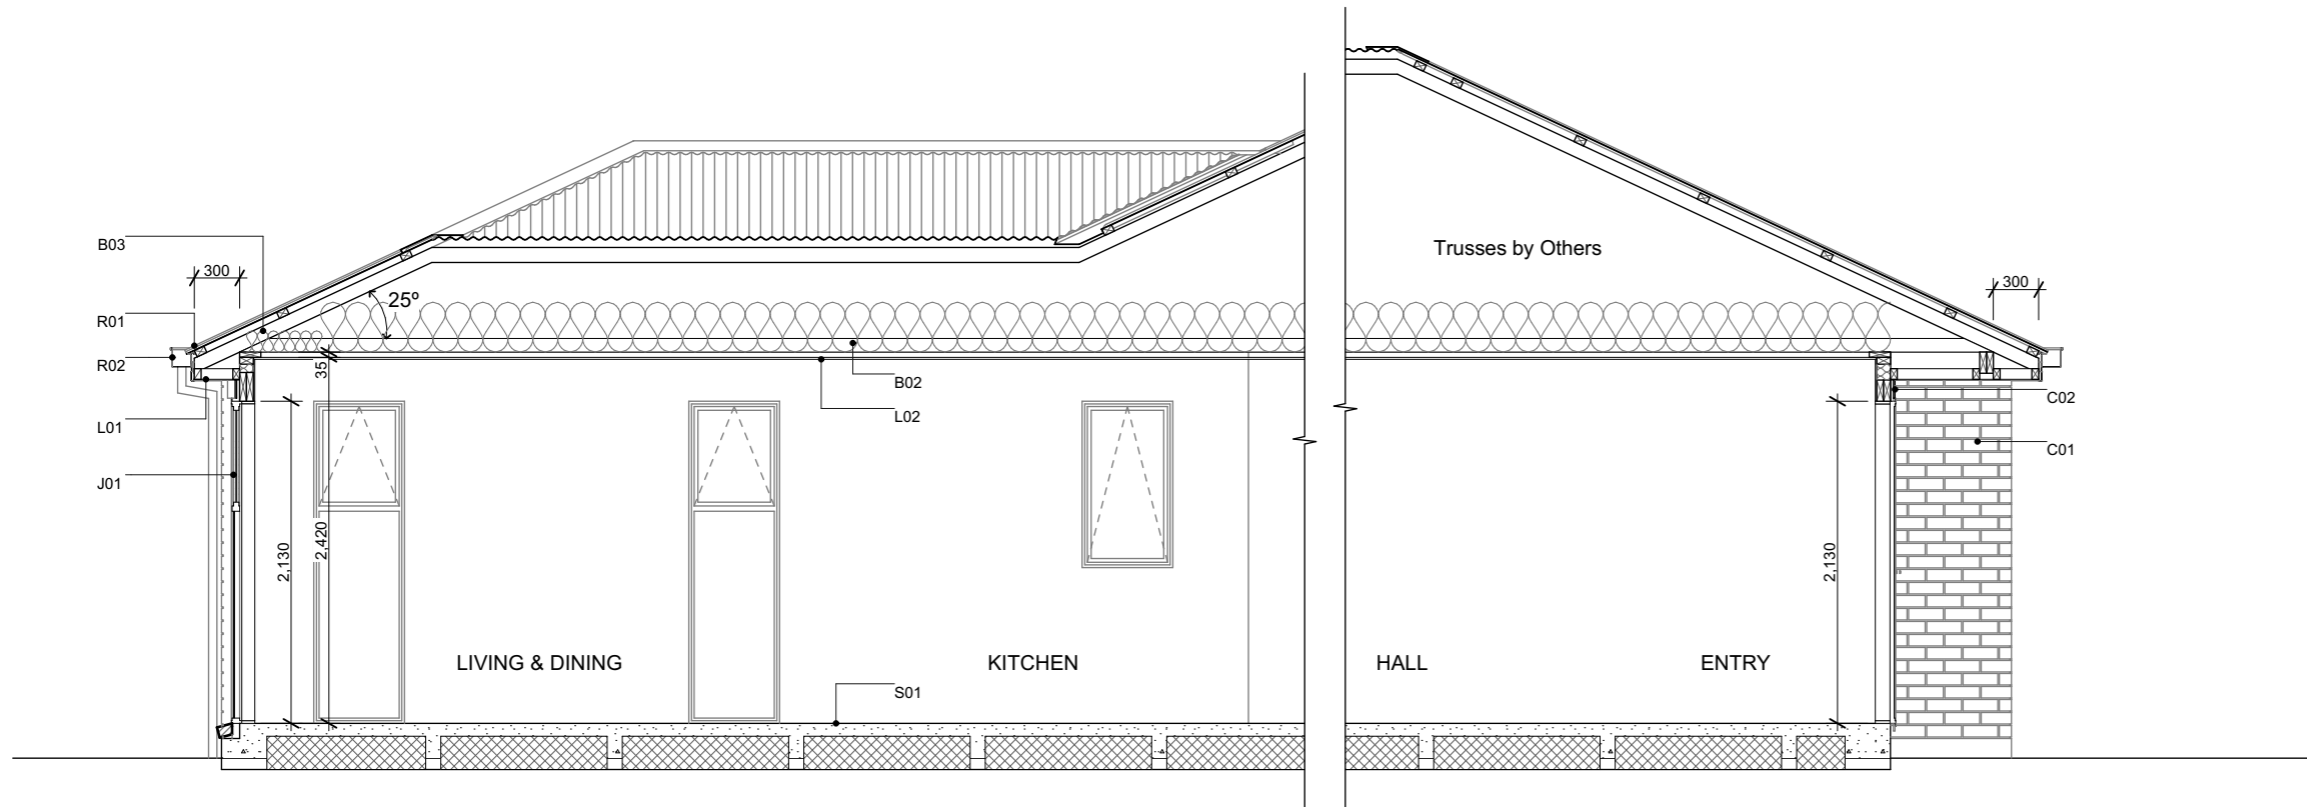 B03
300
R01
R02
L01
J01
25º
35
2,130
2,420
B02
L02
LIVING & DINING
KITCHEN
S01
Trusses by Others
HALL
ENTRY
2,130
300
C02
C01